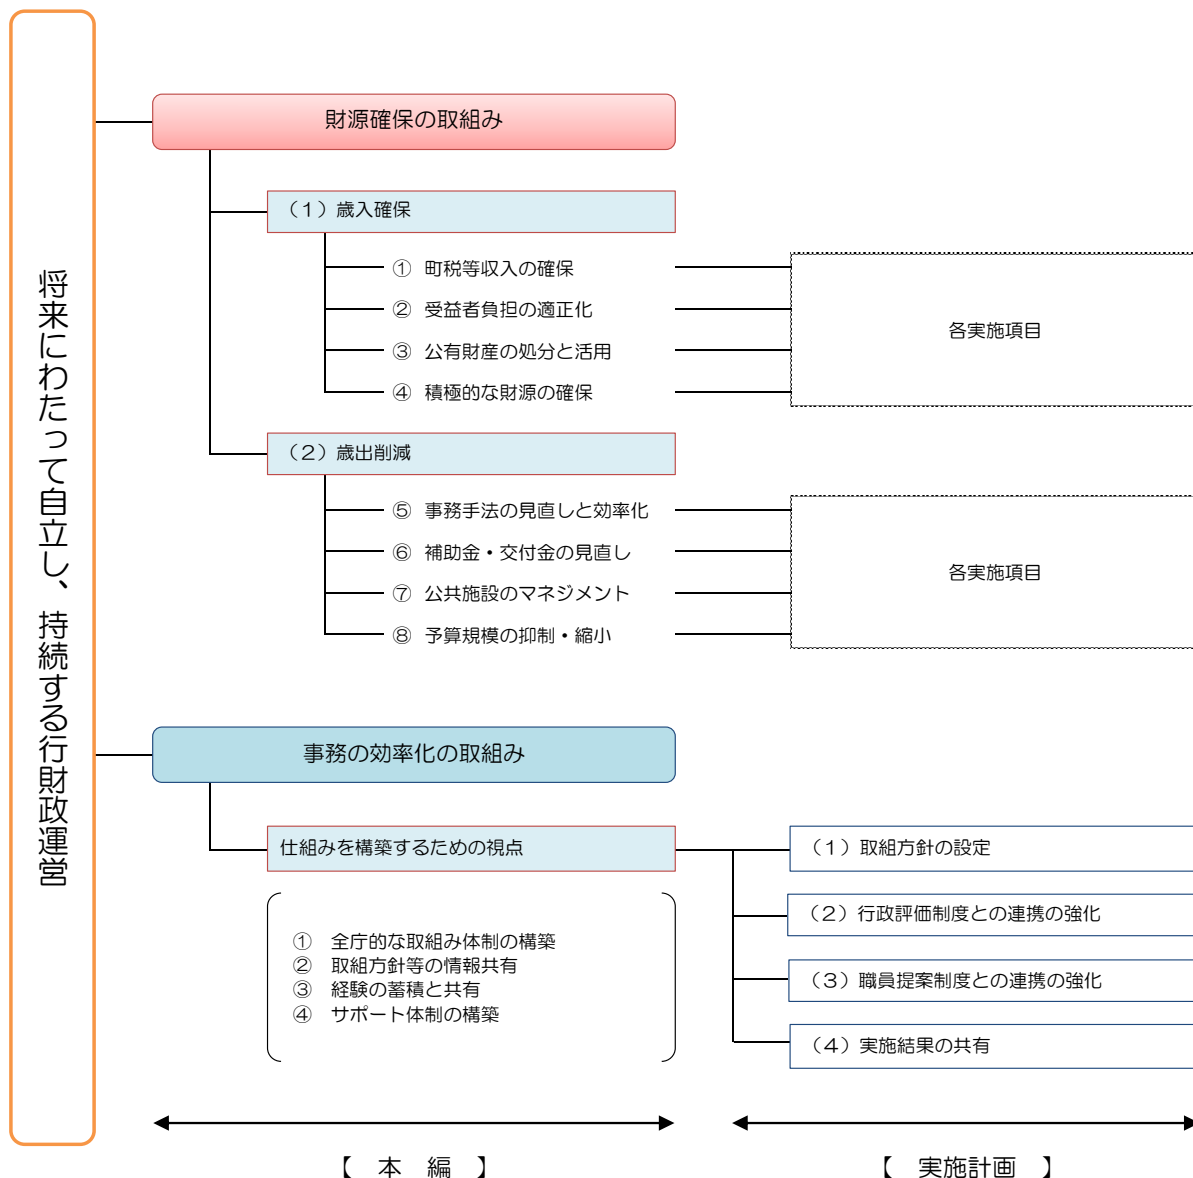 将来にわたって自立し、持続する行財政運営
財源確保の取組み
（１）歳入確保
① 町税等収入の確保
② 受益者負担の適正化
③ 公有財産の処分と活用
④ 積極的な財源の確保
各実施項目
（２）歳出削減
⑤ 事務手法の見直しと効率化
⑥ 補助金・交付金の見直し
⑦ 公共施設のマネジメント
⑧ 予算規模の抑制・縮小
各実施項目
事務の効率化の取組み
仕組みを構築するための視点
① 全庁的な取組み体制の構築
② 取組方針等の情報共有
③ 経験の蓄積と共有
④ サポート体制の構築
（１）取組方針の設定
（２）行政評価制度との連携の強化
（３）職員提案制度との連携の強化
（４）実施結果の共有
【　本　編　】
【　実施計画　】